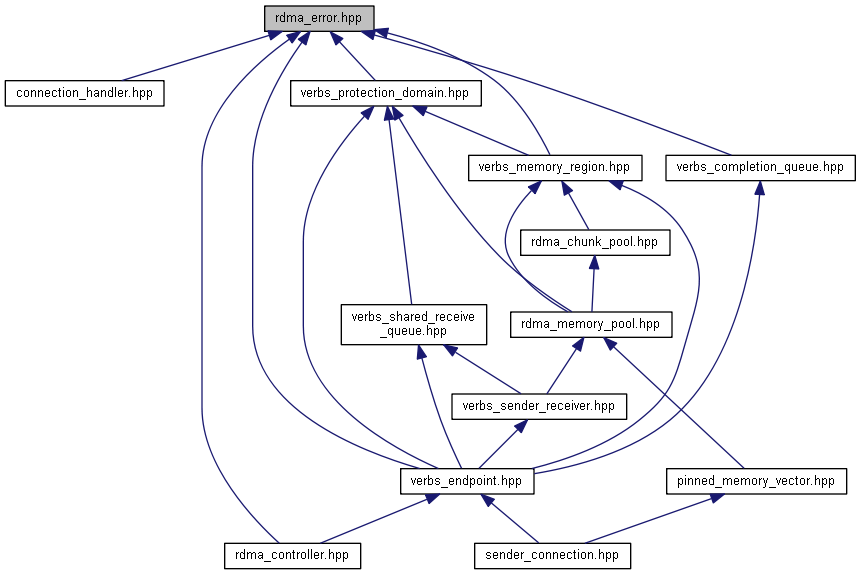 rdma_error.hpp
connection_handler.hpp
verbs_protection_domain.hpp
verbs_memory_region.hpp
verbs_completion_queue.hpp
rdma_chunk_pool.hpp
verbs_shared_receive
_queue.hpp
rdma_memory_pool.hpp
verbs_sender_receiver.hpp
verbs_endpoint.hpp
pinned_memory_vector.hpp
rdma_controller.hpp
sender_connection.hpp